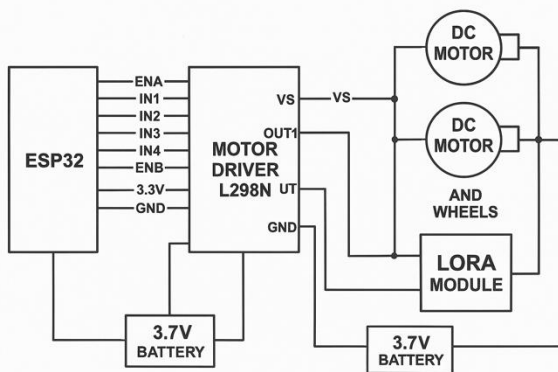 ESP32
ENA
IN1
IN2
IN3
IN4
ENB
3.3V
GND
MOTOR
DRIVER
L298N
VS
OUT1
UT
GND
VS
DC
MOTOR
DC
MOTOR
AND
WHEELS
LORA
MODULE
3.7V
BATTERY
3.7V
BATTERY